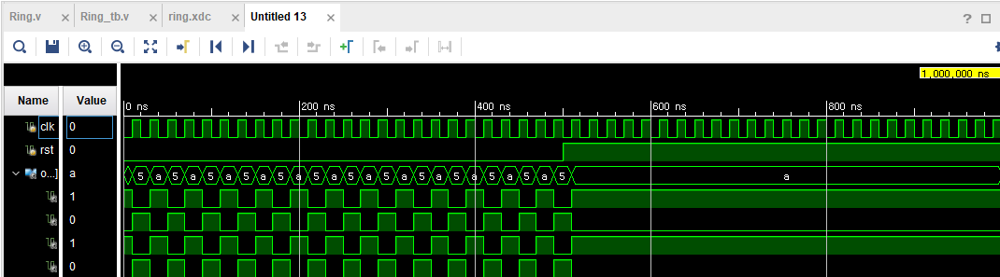 Ring.v × Ring_tb.v × ring.xdc × Untitled 13 ×
? 
1,000,000 ns
Name Value 0 ns 200 ns 400 ns 600 ns 800 ns
clk 0
rst 0
o...] a 5 a 5 a 5 a 5 a 5 a 5 a 5 a 5 a 5 a 5 a 5 a 5 a 5 a
1
0
1
0